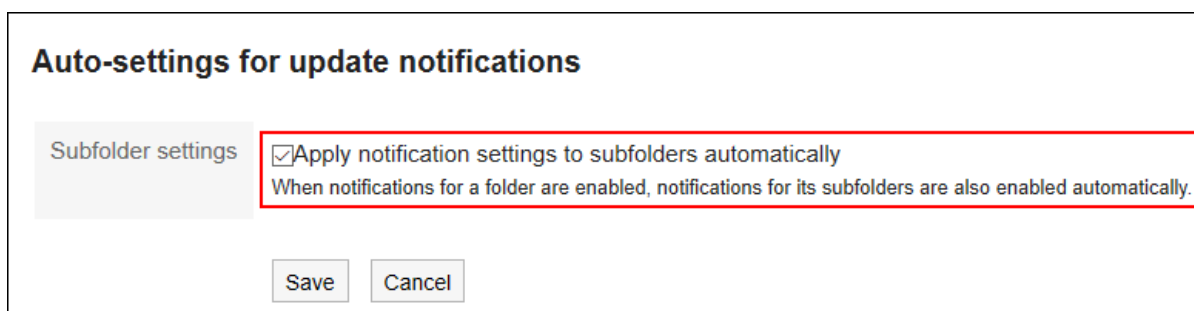 Auto-settings for update notifications
Subfolder settings
Apply notification settings to subfolders automatically
When notifications for a folder are enabled, notifications for its subfolders are also enabled automatically.
Save Cancel